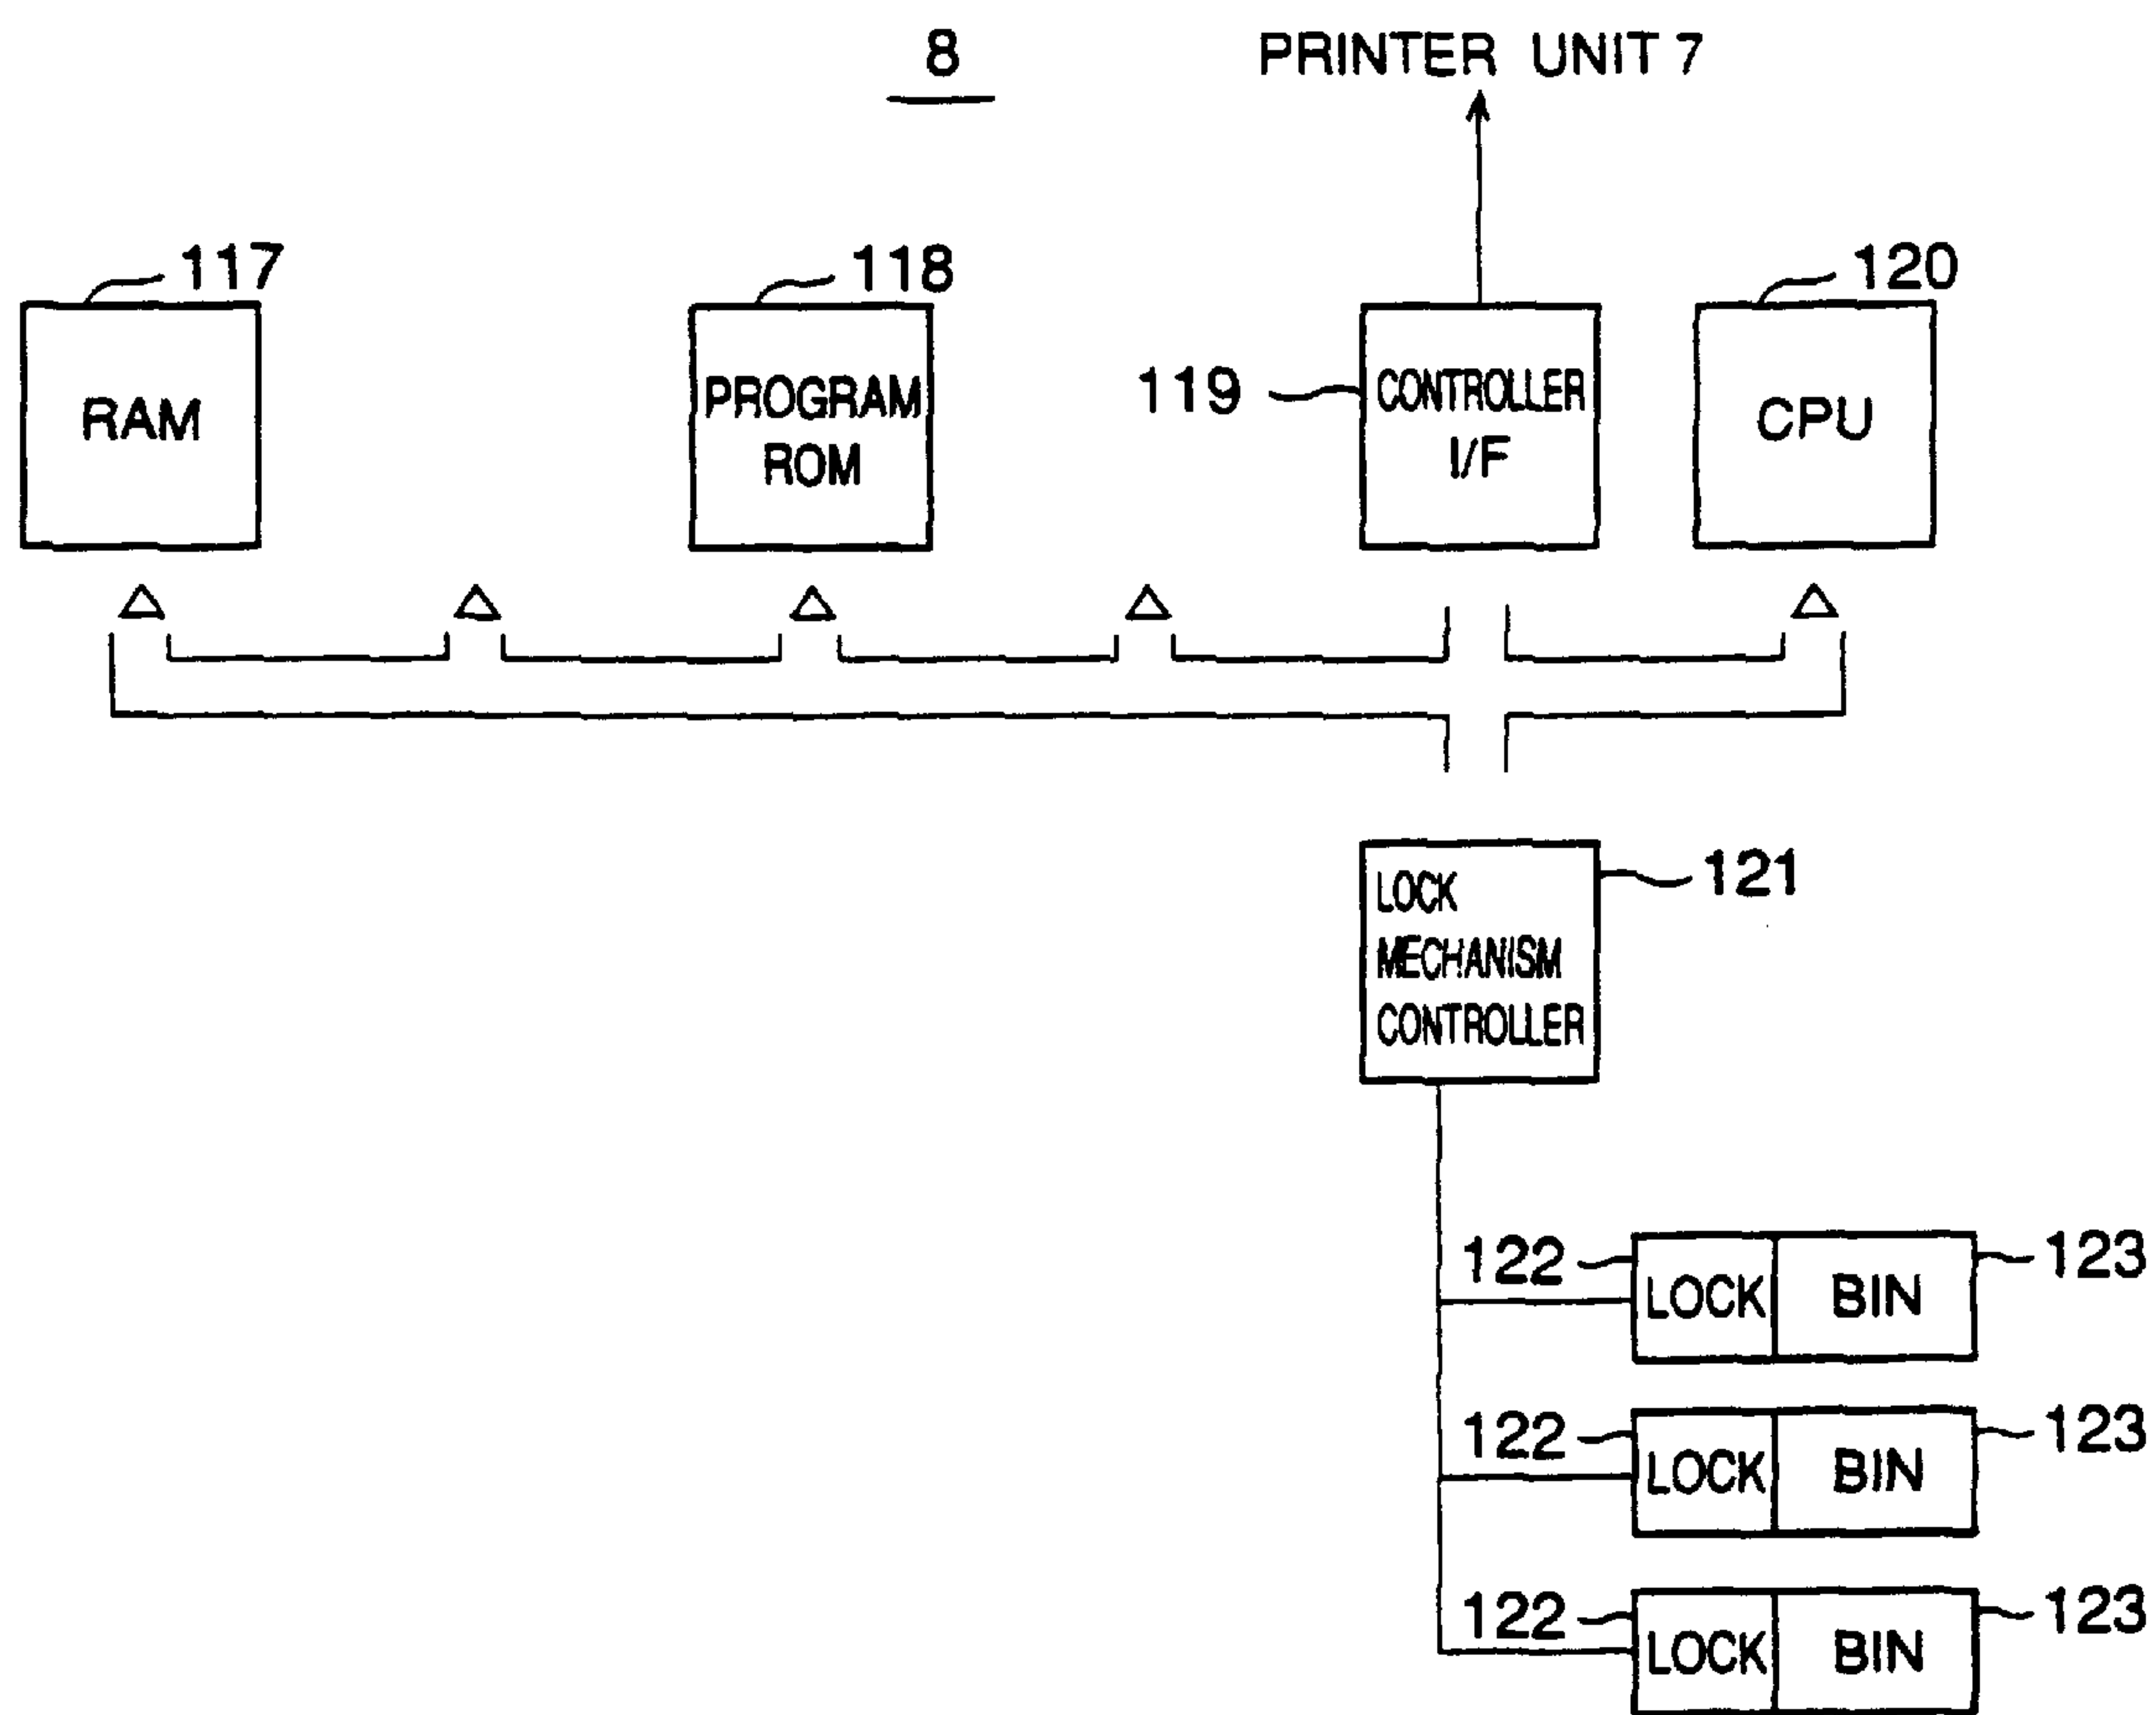 8
PRINTER UNIT 7
117
118
120
119
RAM
PROGRAM
ROM
CONTROLLER
I/F
CPU
121
LOCK
MECHANISM
CONTROLLER
122
LOCK
BIN
123
122
LOCK
BIN
123
122
LOCK
BIN
123